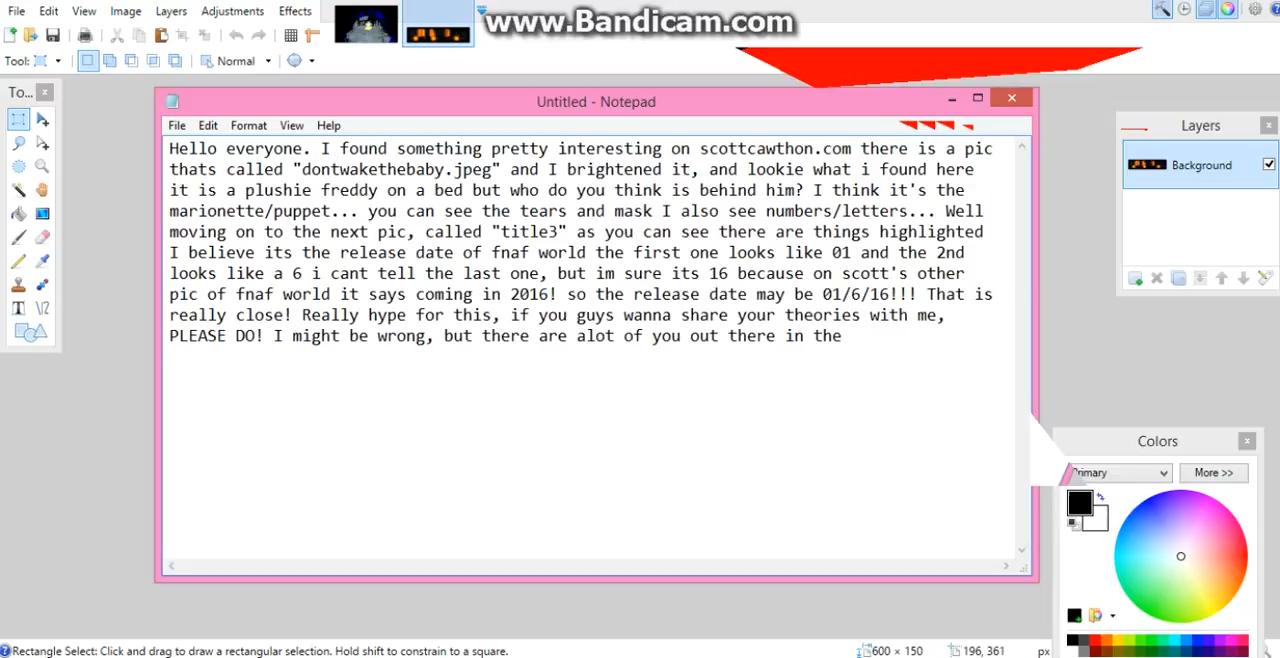 File Edit View Image Layers Adjustments Effects
www.Bandicam.com
Tool: Normal
To...
Untitled - Notepad
File Edit Format View Help
Hello everyone. I found something pretty interesting on scottcawthon.com there is a pic
thats called "dontwakethebaby.jpeg" and I brightened it, and lookie what i found here
it is a plushie freddy on a bed but who do you think is behind him? I think it's the
marionette/puppet... you can see the tears and mask I also see numbers/letters... Well
moving on to the next pic, called "title3" as you can see there are things highlighted
I believe its the release date of fnaf world the first one looks like 01 and the 2nd
looks like a 6 i cant tell the last one, but im sure its 16 because on scott's other
pic of fnaf world it says coming in 2016! so the release date may be 01/6/16!!! That is
really close! Really hype for this, if you guys wanna share your theories with me,
PLEASE DO! I might be wrong, but there are alot of you out there in the
Layers
Background
Colors
Primary More >>
Rectangle Select: Click and drag to draw a rectangular selection. Hold shift to constrain to a square.
600 × 150 196, 361 px